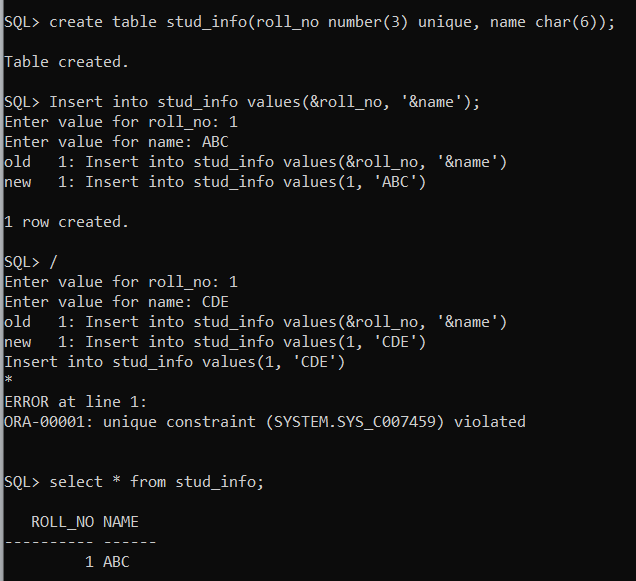 SQL> create table stud_info(roll_no number(3) unique, name char(6));
Table created.
SQL> Insert into stud_info values(&roll_no, '&name');
Enter value for roll_no: 1
Enter value for name: ABC
old   1: Insert into stud_info values(&roll_no, '&name')
new   1: Insert into stud_info values(1, 'ABC')
1 row created.
SQL> /
Enter value for roll_no: 1
Enter value for name: CDE
old   1: Insert into stud_info values(&roll_no, '&name')
new   1: Insert into stud_info values(1, 'CDE')
Insert into stud_info values(1, 'CDE')
*
ERROR at line 1:
ORA-00001: unique constraint (SYSTEM.SYS_C007459) violated
SQL> select * from stud_info;
   ROLL_NO NAME
---------- ------
         1 ABC